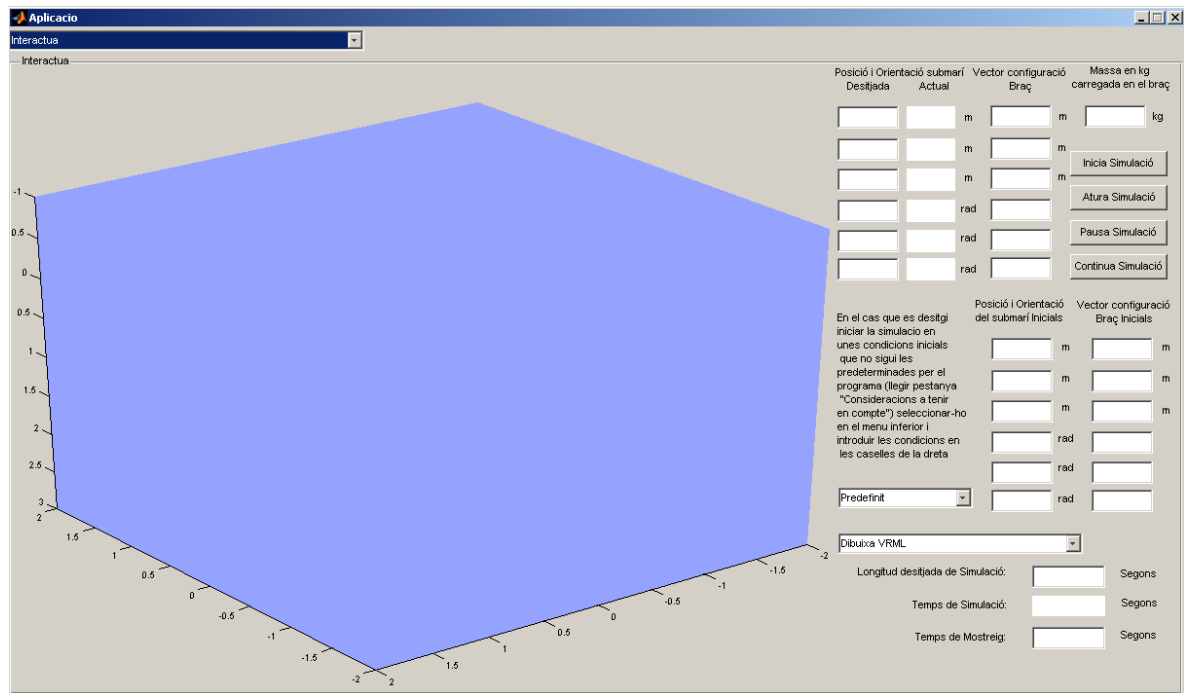 Aplicacio
Interactua
Interactua
Posició i Orientació submarí
Desitjada Actual
Vector configuració
Braç
Massa en kg
carregada en el braç
m m kg
m m
m m
rad
rad
rad
Inicia Simulació
Atura Simulació
Pausa Simulació
Continua Simulació
-1
0.5
0
0.5
1
1.5
2
2.5
3
2
1.5
1
0.5
0
-0.5
-1
-1.5
-2
2
1.5
1
0.5
0
-0.5
-1
-1.5
-2
En el cas que es desitgi
iniciar la simulacio en
unes condicions inicials
que no sigui les
predeterminades per el
programa (llegir pestanya
"Consideracions a tenir
en compte") seleccionar-ho
en el menu inferior i
introduir les condicions en
les caselles de la dreta
Predefinit
Posició i Orientació
del submarí Inicials
Vector configuració
Braç Inicials
m m
m m
m m
rad
rad
rad
Dibuixa VRML
Longitud desitjada de Simulació: Segons
Temps de Simulació: Segons
Temps de Mostreig: Segons